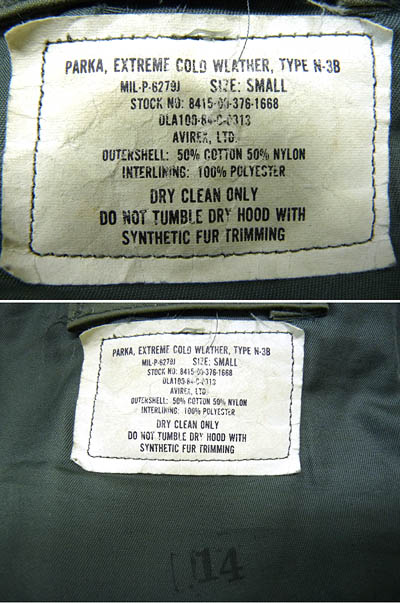 PARKA, EXTREME COLD WLATHER, TYPE N-3B
MIL-P-6279J SIZE: SMALL
STOCK NO: 8415-00-376-1668
DLA100-84-C-0313
AVIREX, LTD.
OUTERSHELL: 50% COTTON 50% NYLON
INTERLINING: 100% POLYESTER
DRY CLEAN ONLY
DO NOT TUMBLE DRY HOOD WITH
SYNTHETIC FUR TRIMMING
PARKA, EXTREME COLD WLATHER, TYPE N-3B
MIL-P-6279J SIZE: SMALL
STOCK NO: 8415-00-376-1668
DLA100-84-C-0313
AVIREX, LTD.
OUTERSHELL: 50% COTTON 50% NYLON
INTERLINING: 100% POLYESTER
DRY CLEAN ONLY
DO NOT TUMBLE DRY HOOD WITH
SYNTHETIC FUR TRIMMING
14